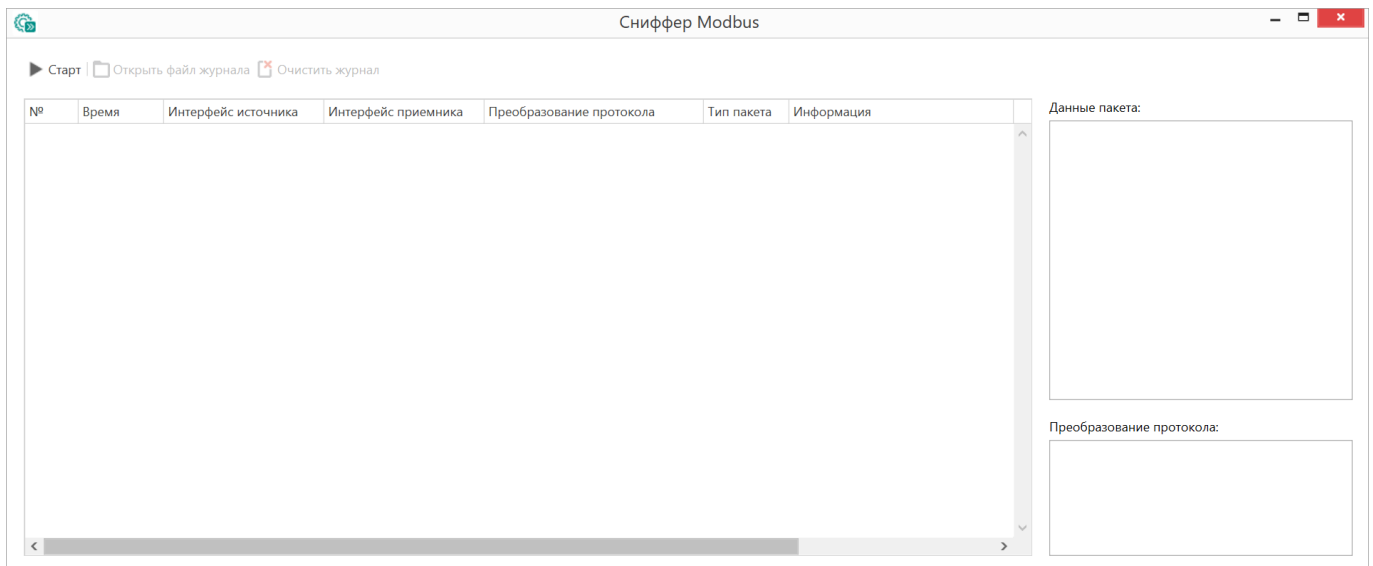 Сниффер Modbus
Старт Открыть файл журнала Очистить журнал
№ Время Интерфейс источника Интерфейс приемника Преобразование протокола Тип пакета Информация
Данные пакета:
Преобразование протокола: